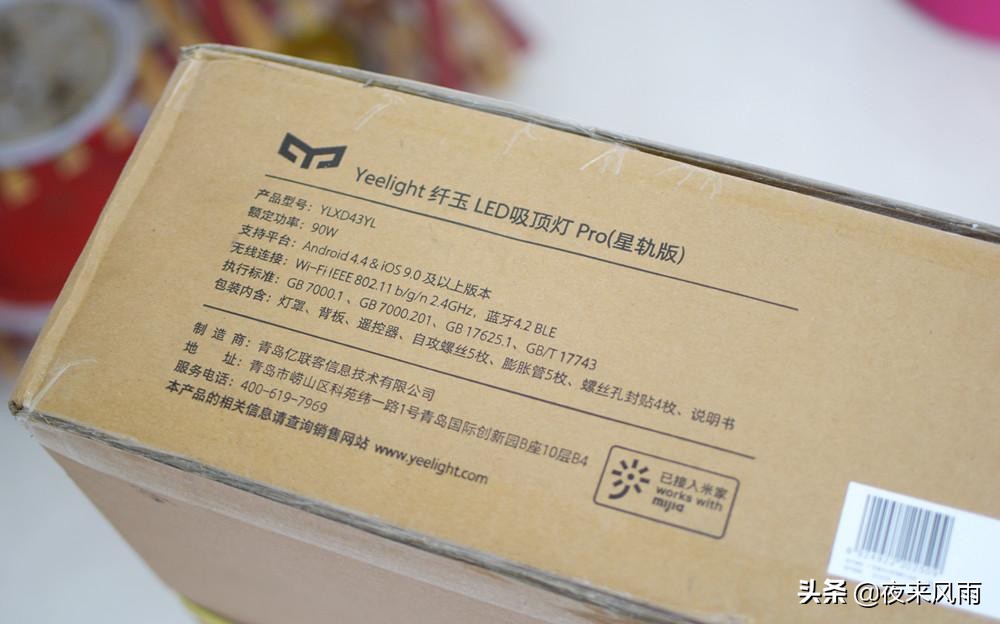 Yeelight 纤玉 LED吸顶灯 Pro(星轨版)
产品型号：YLXD43YL
额定功率：90W
支持平台：Android 4.4 & iOS 9.0 及以上版本
无线连接：Wi-Fi IEEE 802.11 b/g/n 2.4GHz，蓝牙4.2 BLE
执行标准：GB 7000.1、GB 7000.201、GB 17625.1、GB/T 17743
包装内含：灯罩、背板、遥控器、自攻螺丝5枚、膨胀管5枚、螺丝孔封贴4枚、说明书
制 造 商：青岛亿联客信息技术有限公司
地 址：青岛市崂山区科苑纬一路1号青岛国际创新园B座10层B4
服务电话：400-619-7969
本产品的相关信息请查询销售网站 www.yeelight.com
已接入米家
works with
mijia
头条 @夜来风雨